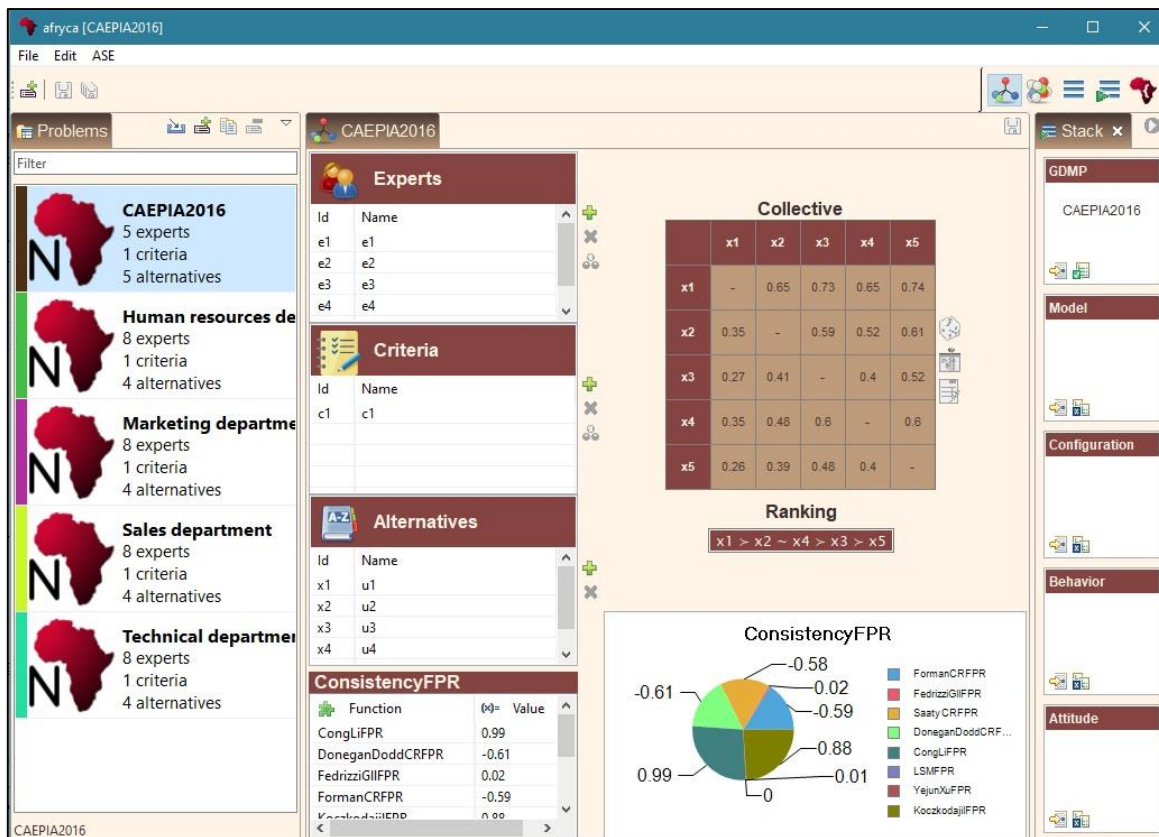 afryca [CAEPIA2016]
File Edit ASE
Problems
Filter
CAEPIA2016
5 experts
1 criteria
5 alternatives
N
Human resources de
8 experts
1 criteria
4 alternatives
N
Marketing departme
8 experts
1 criteria
4 alternatives
N
Sales department
8 experts
1 criteria
4 alternatives
N
Technical departmer
8 experts
1 criteria
4 alternatives
N
CAEPIA2016
CAEPIA2016
Experts
Id Name
e1 e1
e2 e2
e3 e3
e4 e4
Criteria
Id Name
c1 c1
A-Z
Alternatives
Id Name
x1 u1
x2 u2
x3 u3
x4 u4
ConsistencyFPR
Function (x)= Value
CongLiFPR 0.99
DoneganDoddCRFPR -0.61
FedrizziGIIFPR 0.02
FormanCRFPR -0.59
KoczkodajIIFPR 0.88
Collective
x1 x2 x3 x4 x5
x1 - 0.65 0.73 0.65 0.74
x2 0.35 - 0.59 0.52 0.61
x3 0.27 0.41 - 0.4 0.52
x4 0.35 0.48 0.6 - 0.6
x5 0.26 0.39 0.48 0.4 -
Ranking
x1 > x2 ~ x4 > x3 > x5
ConsistencyFPR
-0.58
0.02
-0.59
-0.61
0.88
0.99
0.01
0
FormanCRFPR
FedrizziGIIFPR
SaatyCRFPR
DoneganDoddCRF...
CongLiFPR
LSMFPR
YejunXuFPR
KoczkodajIIFPR
Stack
GDMP
CAEPIA2016
Model
Configuration
Behavior
Attitude